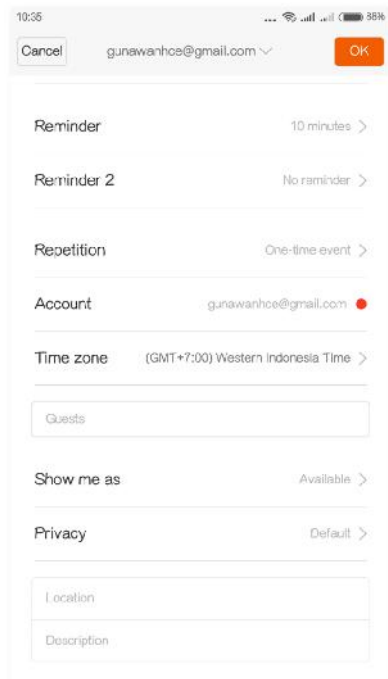 10:35 ... 88%
Cancel gunawanhce@gmail.com OK
Reminder 10 minutes
Reminder 2 No reminder
Repetition One-time event
Account gunawanhce@gmail.com
Time zone (GMT+7:00) Western Indonesia Time
Guests
Show me as Available
Privacy Default
Location
Description